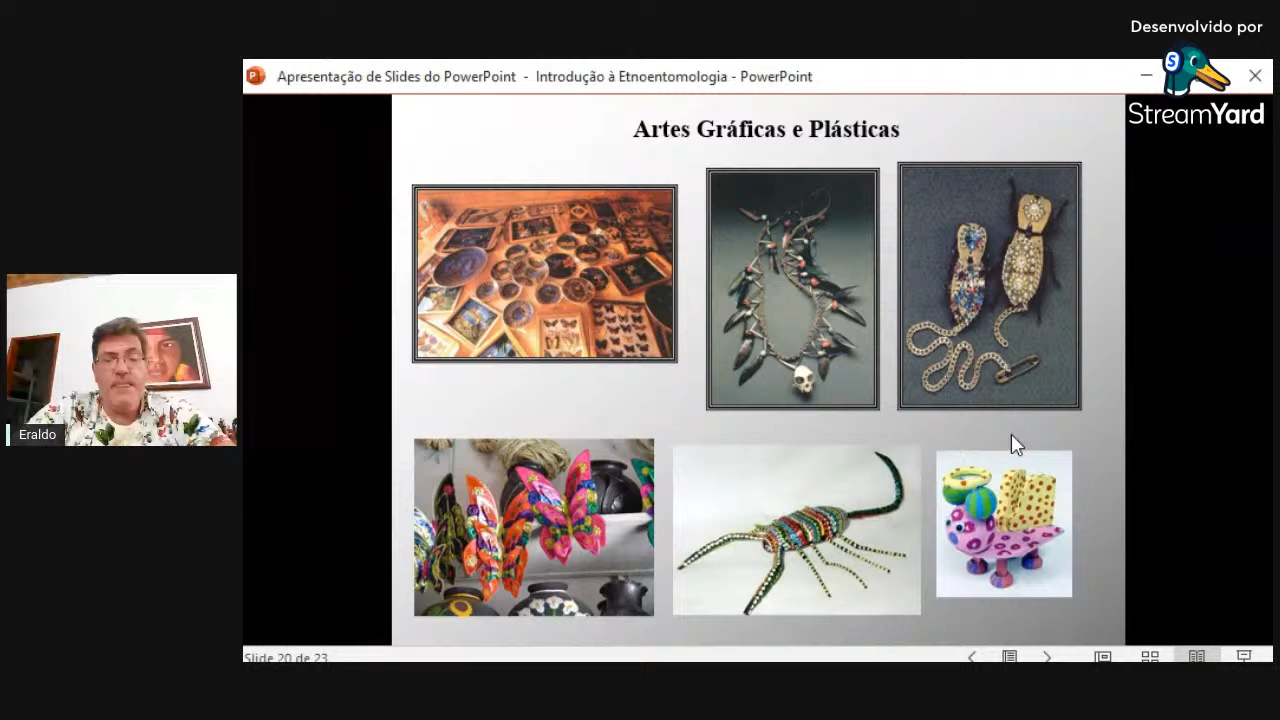 Desenvolvido por
StreamYard
Apresentação de Slides do PowerPoint - Introdução à Etnoentomologia - PowerPoint
Artes Gráficas e Plásticas
Eraldo
Slide 20 de 23